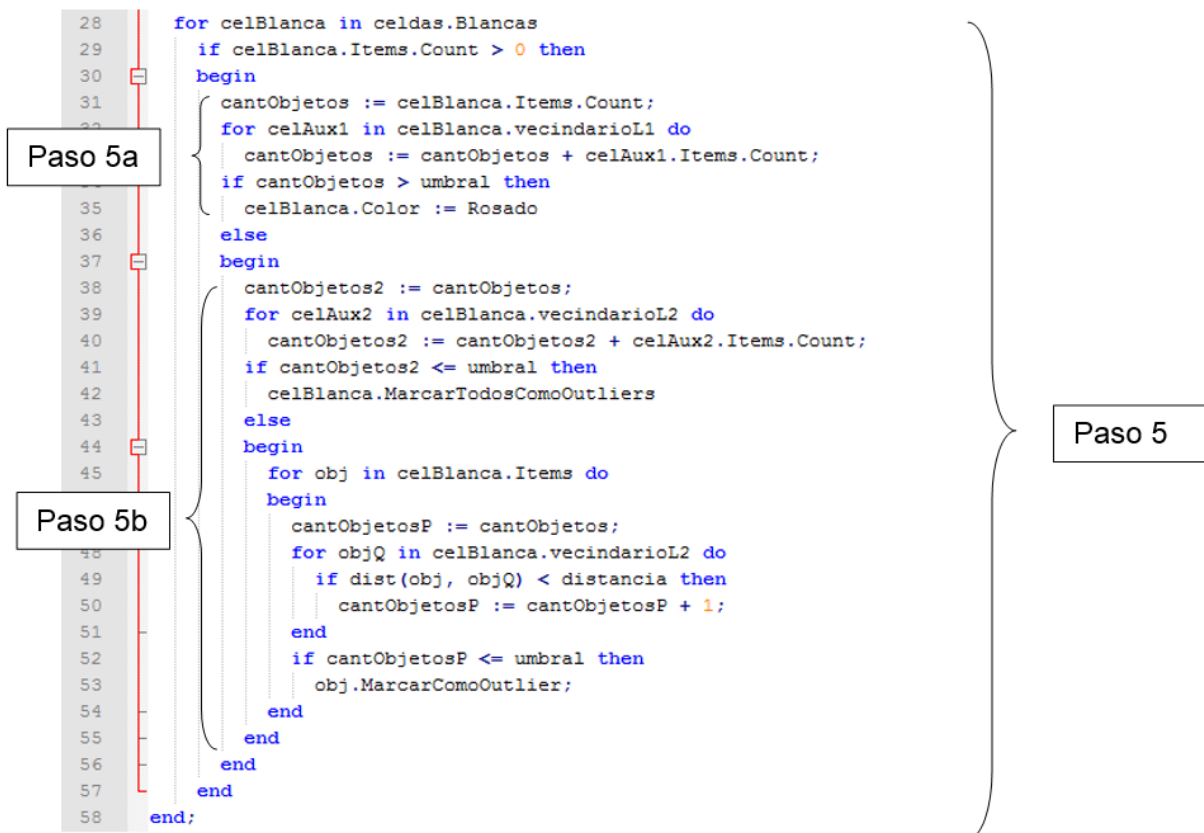 28 for celBlanca in celdas.Blancas
29 if celBlanca.Items.Count > 0 then
30 begin
31 cantObjetos := celBlanca.Items.Count;
for celAux1 in celBlanca.vecindarioL1 do
Paso 5a
cantObjetos := cantObjetos + celAux1.Items.Count;
if cantObjetos > umbral then
35 celBlanca.Color := Rosado
36 else
37 begin
38 cantObjetos2 := cantObjetos;
39 for celAux2 in celBlanca.vecindarioL2 do
40 cantObjetos2 := cantObjetos2 + celAux2.Items.Count;
41 if cantObjetos2 <= umbral then
42 celBlanca.MarcarTodosComoOutliers
43 else
Paso 5
44 begin
45 for obj in celBlanca.Items do
begin
Paso 5b
cantObjetosP := cantObjetos;
48 for objQ in celBlanca.vecindarioL2 do
49 if dist(obj, objQ) < distancia then
50 cantObjetosP := cantObjetosP + 1;
51 end
52 if cantObjetosP <= umbral then
53 obj.MarcarComoOutlier;
54 end
55 end
56 end
57 end
58 end;